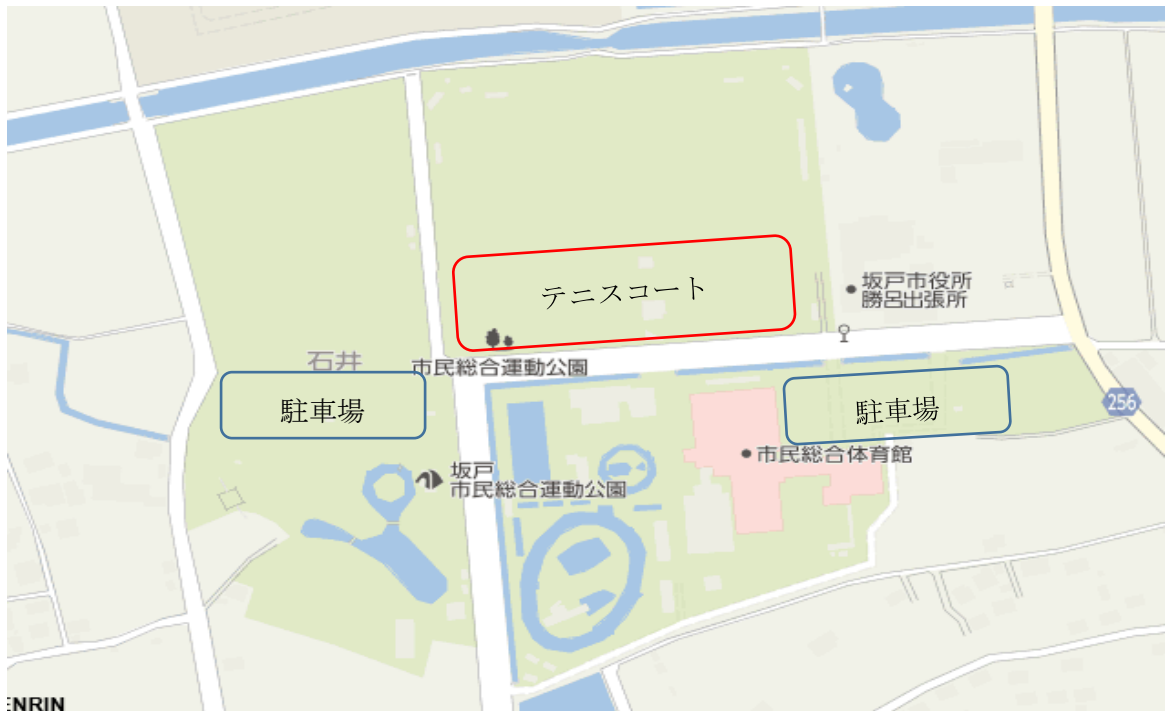 坂戸市役所
勝呂出張所
テニスコート
石井
市民総合運動公園
駐車場
駐車場
256
市民総合体育館
坂戸
市民総合運動公園
ENRIN